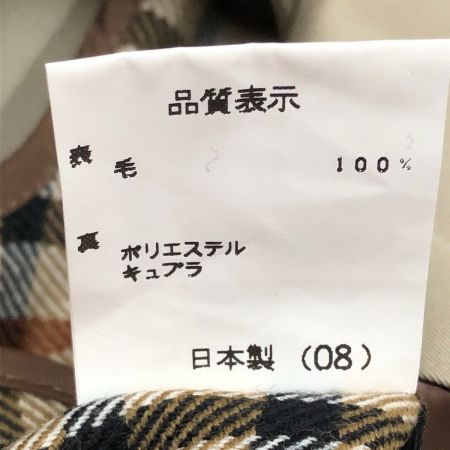 品質表示
表 毛 100%
裏 ポリエステル
キュプラ
日本製 (08)